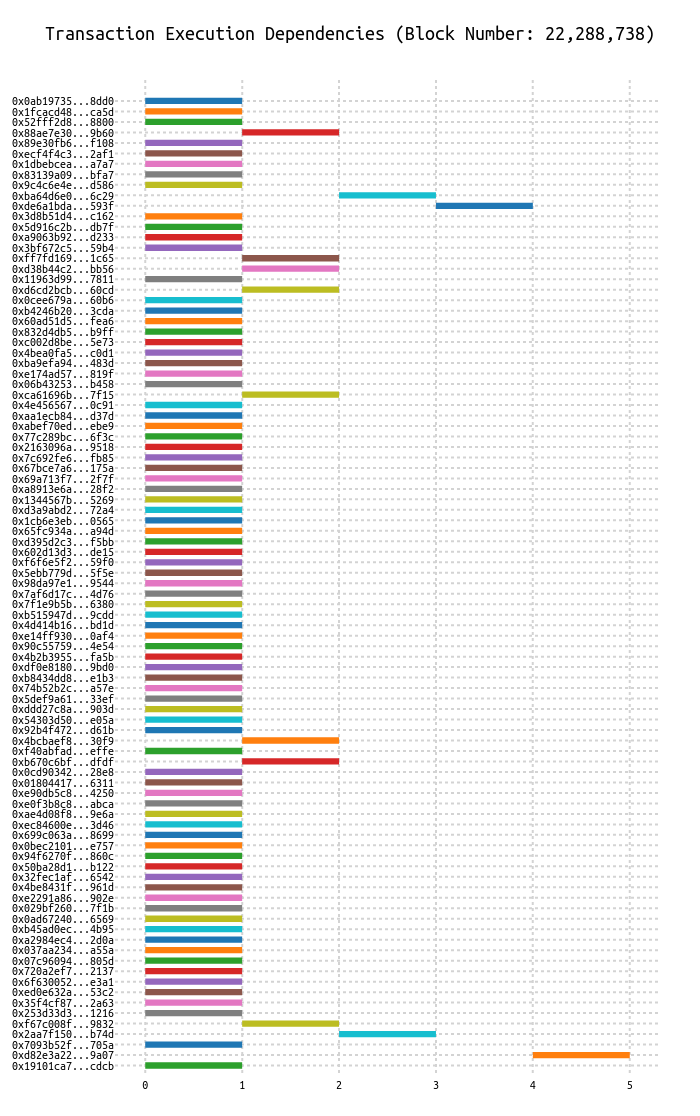 Transaction Execution Dependencies (Block Number: 22,288,738)
0x0ab19735...8dd0
0x1fcacd48...ca5d
0x52fff2d8...8800
0x88ae7e30...9b60
0x89e30fb6...f108
0xecf4f4c3...2af1
0x1dbebcea...a7a7
0x83139a09...bfa7
0x9c4c6e4e...d586
0xba64d6e0...6c29
0xde6a1bda...593f
0x3d8b51d4...c162
0x5d916c2b...db7f
0xa9063b92...d233
0x3bf672c5...59b4
0xff7fd169...1c65
0xd38b44c2...bb56
0x11963d99...7811
0xd6cd2bcb...60cd
0x0cee679a...60b6
0xb4246b20...3cda
0x60ad51d5...fea6
0x832d4db5...b9ff
0xc002d8be...5e73
0x4bea0fa5...c0d1
0xba9efa94...483d
0xe174ad57...819f
0x06b43253...b458
0xca61696b...7f15
0x4e456567...0c91
0xaa1ecb84...d37d
0xabef70ed...ebe9
0x77c289bc...6f3c
0x2163096a...9518
0x7c692fe6...fb85
0x67bce7a6...175a
0x69a713f7...2f7f
0xa8913e6a...28f2
0x1344567b...5269
0xd3a9abd2...72a4
0x1cb6e3eb...0565
0x65fc934a...a94d
0xd395d2c3...f5bb
0x602d13d3...de15
0xf6f6e5f2...59f0
0x5ebb779d...5f5e
0x98da97e1...9544
0x7af6d17c...4d76
0x7f1e9b5b...6380
0xb515947d...9cdd
0x4d414b16...bd1d
0xe14ff930...0af4
0x90c55759...4e54
0x4b2b3955...fa5b
0xdf0e8180...9bd0
0xb8434dd8...e1b3
0x74b52b2c...a57e
0x5def9a61...33ef
0xddd27c8a...903d
0x54303d50...e05a
0x92b4f472...d61b
0x4bcbaef8...30f9
0xf40abfad...effe
0xb670c6bf...dfdf
0x0cd90342...28e8
0x01804417...6311
0xe90db5c8...4250
0xe0f3b8c8...abca
0xae4d08f8...9e6a
0xec84600e...3d46
0x699c063a...8699
0x0bec2101...e757
0x94f6270f...860c
0x50ba28d1...b122
0x32fec1af...6542
0x4be8431f...961d
0xe2291a86...902e
0x029bf260...7f1b
0x0ad67240...6569
0xb45ad0ec...4b95
0xa2984ec4...2d0a
0x037aa234...a55a
0x07c96094...805d
0x720a2ef7...2137
0x6f630052...e3a1
0xed0e632a...53c2
0x35f4cf87...2a63
0x253d33d3...1216
0xf67c008f...9832
0x2aa7f150...b74d
0x7093b52f...705a
0xd82e3a22...9a07
0x19101ca7...cdcb
0 1 2 3 4 5